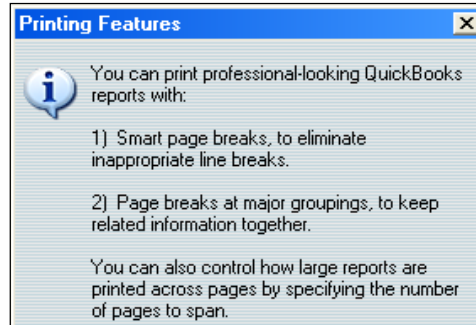 Printing Features
You can print professional-looking QuickBooks
reports with:
1) Smart page breaks, to eliminate
inappropriate line breaks.
2) Page breaks at major groupings, to keep
related information together.
You can also control how large reports are
printed across pages by specifying the number
of pages to span.